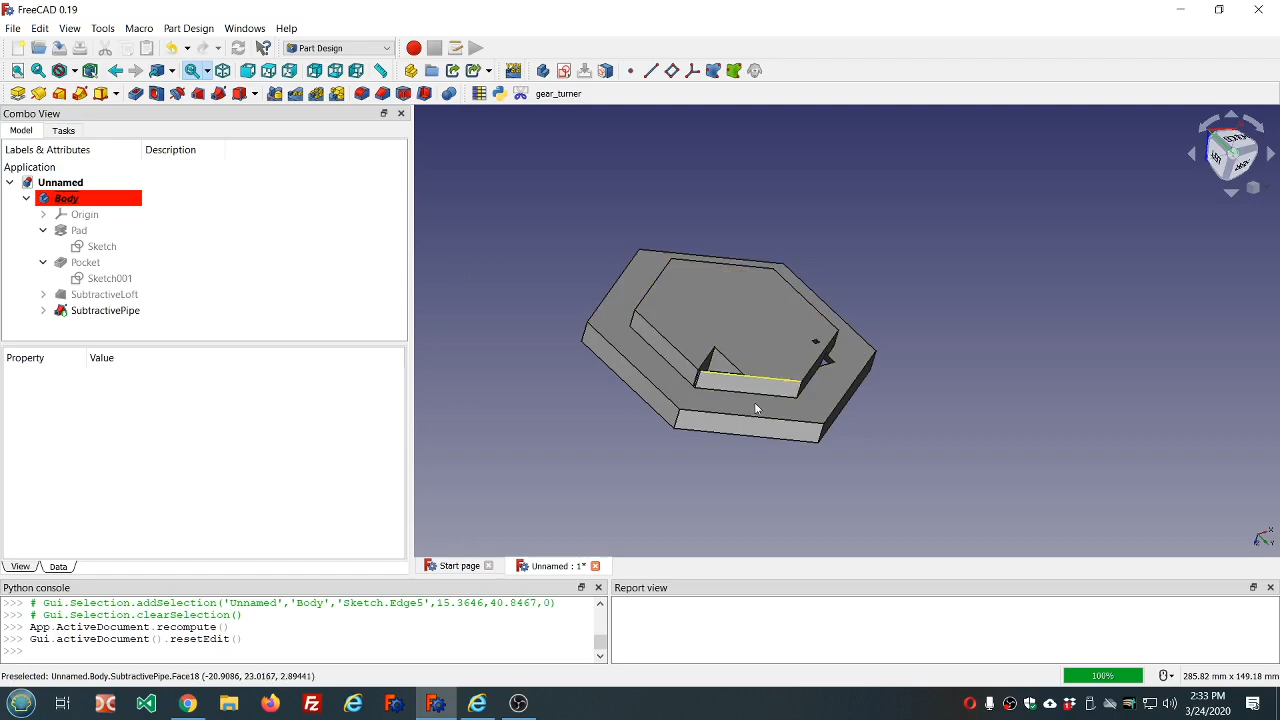 FreeCAD 0.19
File Edit View Tools Macro Part Design Windows Help
Part Design
gear_turner
Combo View
Model Tasks
Labels & Attributes Description
Application
Unnamed
Body
Origin
Pad
Sketch
Pocket
Sketch001
SubtractiveLoft
SubtractivePipe
Property Value
View Data
Start page Unnamed : 1*
Python console
>>> # Gui.Selection.addSelection('Unnamed','Body','Sketch.Edge5',15.3646,40.8467,0)
>>> # Gui.Selection.clearSelection()
>>> App.ActiveDocument.recompute()
>>> Gui.activeDocument().resetEdit()
>>>
Report view
Preselected: Unnamed.Body.SubtractivePipe.Face18 (-20.9086, 23.0167, 2.89441)
100%
285.82 mm x 149.18 mm
2:33 PM
3/24/2020